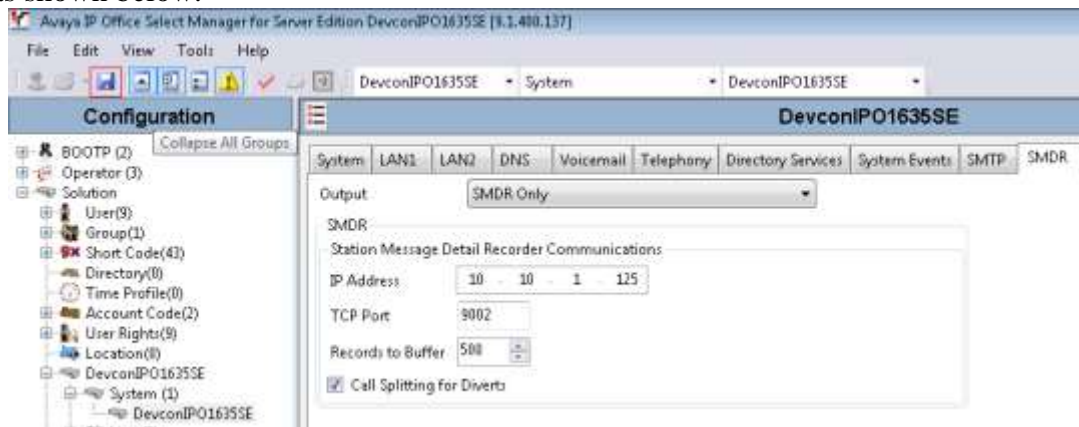 as shown below.
Avaya IP Office Select Manager for Server Edition DevconIPO1635SE [9.1.400.137]
File Edit View Tools Help
DevconIPO1635SE System DevconIPO1635SE
Configuration
DevconIPO1635SE
Collapse All Groups
BOOTP (2)
Operator (3)
Solution
User(9)
Group(1)
Short Code(43)
Directory(0)
Time Profile(0)
Account Code(2)
User Rights(9)
Location(0)
DevconIPO1635SE
System (1)
DevconIPO1635SE
System LAN1 LAN2 DNS Voicemail Telephony Directory Services System Events SMTP SMDR
Output SMDR Only
SMDR
Station Message Detail Recorder Communications
IP Address 10 . 10 . 1 . 125
TCP Port 9002
Records to Buffer 500
Call Splitting for Diverts